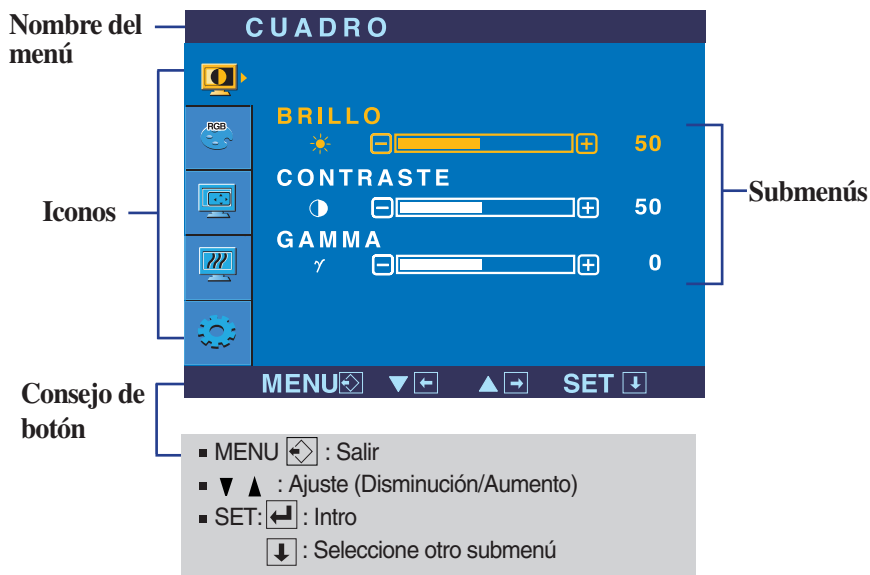 Nombre del
menú
CUADRO
RGB
BRILLO
50
CONTRASTE
50
GAMMA
γ
0
Iconos
Submenús
MENU
SET
Consejo de
botón
MENU : Salir
: Ajuste (Disminución/Aumento)
SET: : Intro
: Seleccione otro submenú